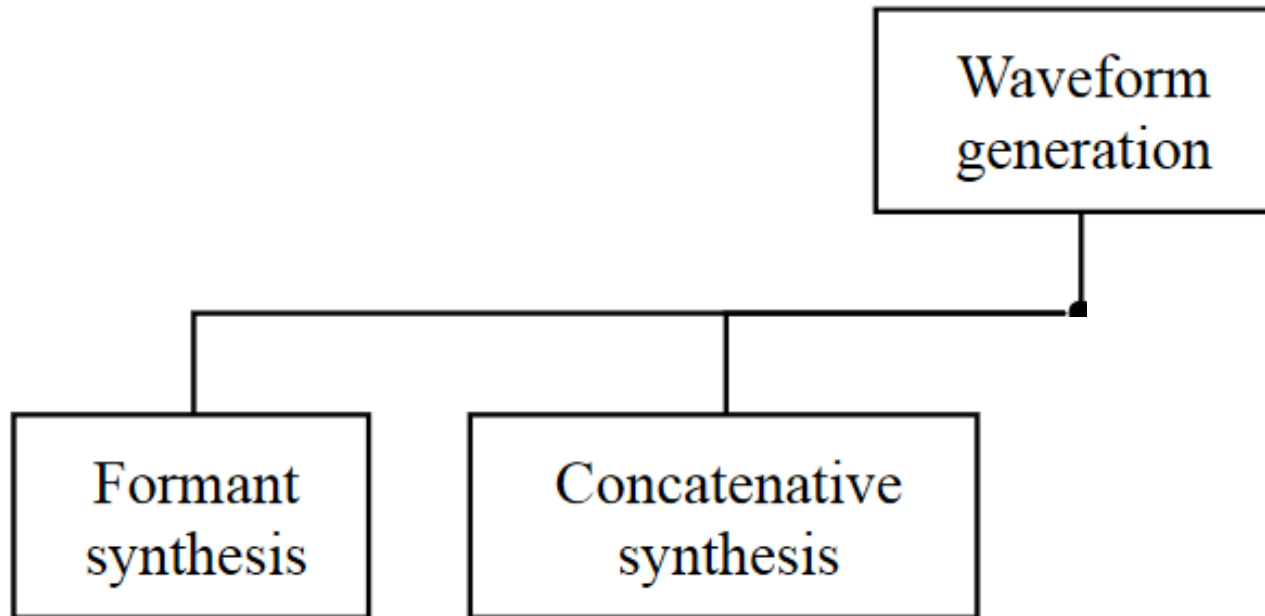 Waveform
generation
Formant
synthesis
Concatenative
synthesis